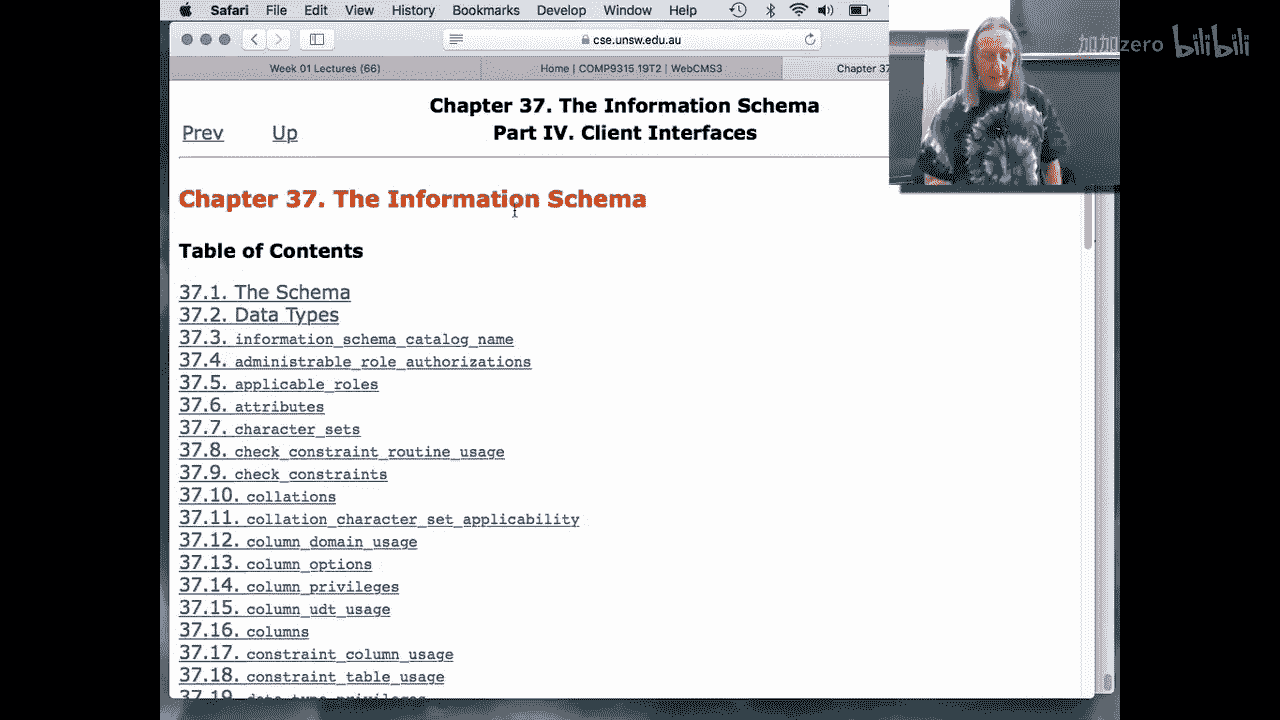 Safari File Edit View History Bookmarks Develop Window Help
cse.unsw.edu.au
加加zero bilibili
Week 01 Lectures (66)
Home | COMP9315 19T2 | WebCMS3
Chapter 37
Chapter 37. The Information Schema
Prev Up Part IV. Client Interfaces
Chapter 37. The Information Schema
Table of Contents
37.1. The Schema
37.2. Data Types
37.3. information_schema_catalog_name
37.4. administrable_role_authorizations
37.5. applicable_roles
37.6. attributes
37.7. character_sets
37.8. check_constraint_routine_usage
37.9. check_constraints
37.10. collations
37.11. collation_character_set_applicability
37.12. column_domain_usage
37.13. column_options
37.14. column_privileges
37.15. column_udt_usage
37.16. columns
37.17. constraint_column_usage
37.18. constraint_table_usage
37.19. data_type_privileges